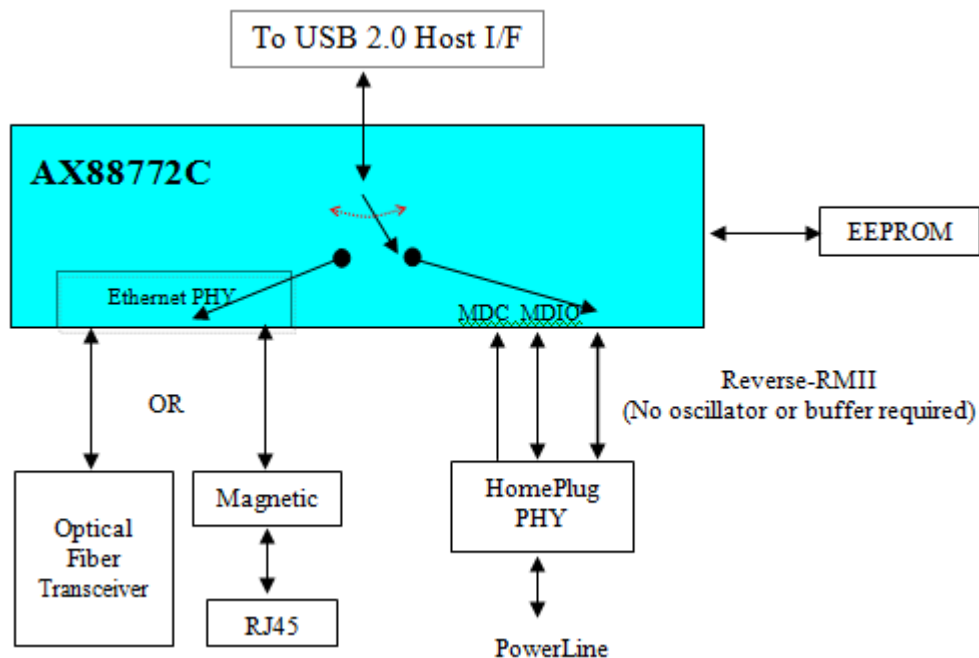 To USB 2.0 Host I/F
AX88772C
EEPROM
Ethernet PHY
MDC MDIO
Reverse-RMII
(No oscillator or buffer required)
OR
Optical
Fiber
Transceiver
Magnetic
RJ45
HomePlug
PHY
PowerLine